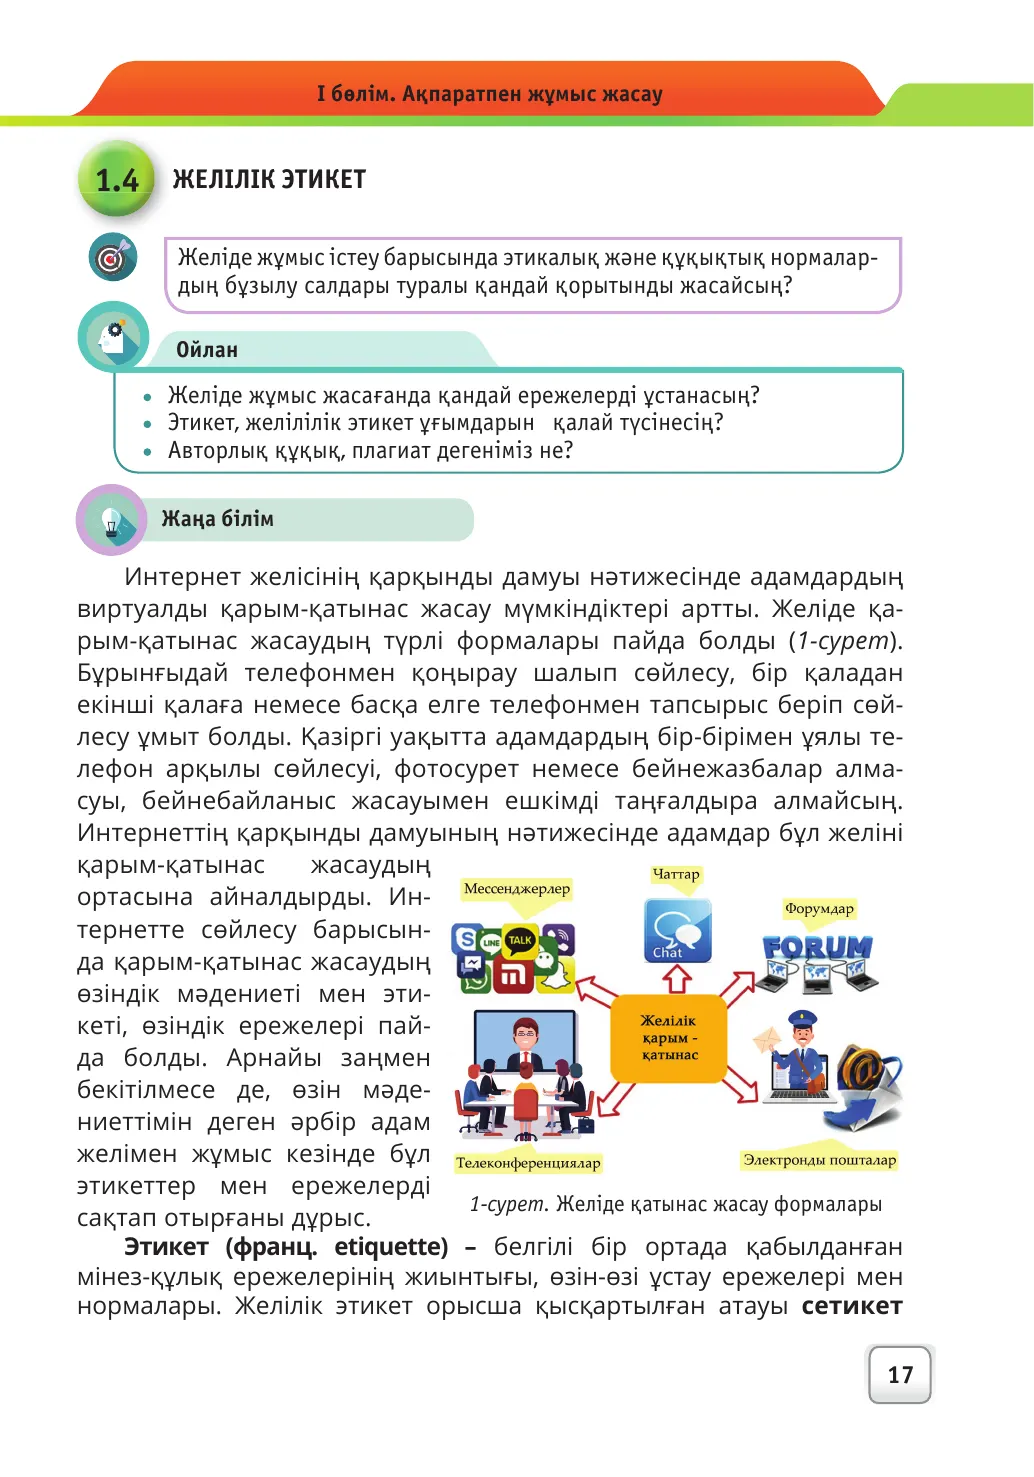 І бөлім. Ақпаратпен жұмыс жасау
1.4
ЖЕЛІЛІК ЭТИКЕТ
Желіде жұмыс істеу барысында этикалық және құқықтық нормалар-
дың бұзылу салдары туралы қандай қорытынды жасайсың?
Ойлан
• Желіде жұмыс жасағанда қандай ережелерді ұстанасың?
• Этикет, желілілік этикет ұғымдарын қалай түсінесің?
• Авторлық құқық, плагиат дегеніміз не?
Жаңа білім
Интернет желісінің қарқынды дамуы нәтижесінде адамдардың
виртуалды қарым-қатынас жасау мүмкіндіктері артты. Желіде қа-
рым-қатынас жасаудың түрлі формалары пайда болды (1-сурет).
Бұрынғыдай телефонмен қоңырау шалып сөйлесу, бір қаладан
екінші қалаға немесе басқа елге телефонмен тапсырыс беріп сөй-
лесу ұмыт болды. Қазіргі уақытта адамдардың бір-бірімен ұялы те-
лефон арқылы сөйлесуі, фотосурет немесе бейнежазбалар алма-
суы, бейнебайланыс жасауымен ешкімді таңғалдыра алмайсың.
Интернеттің қарқынды дамуының нәтижесінде адамдар бұл желіні
қарым-қатынас жасаудың
ортасына айналдырды. Ин-
тернетте сөйлесу барысын-
да қарым-қатынас жасаудың
өзіндік мәдениеті мен эти-
кеті, өзіндік ережелері пай-
да болды. Арнайы заңмен
бекітілмесе де, өзін мәде-
ниеттімін деген әрбір адам
желімен жұмыс кезінде бұл
этикеттер мен ережелерді
сақтап отырғаны дұрыс.
Мессенджерлер
Чаттар
Форумдар
LINE
TALK
Chat
FORUM
Желілік
қарым -
қатынас
Телеконференциялар
Электронды пошталар
1-сурет. Желіде қатынас жасау формалары
Этикет (франц. etiquette) – белгілі бір ортада қабылданған
мінез-құлық ережелерінің жиынтығы, өзін-өзі ұстау ережелері мен
нормалары. Желілік этикет орысша қысқартылған атауы сетикет
17